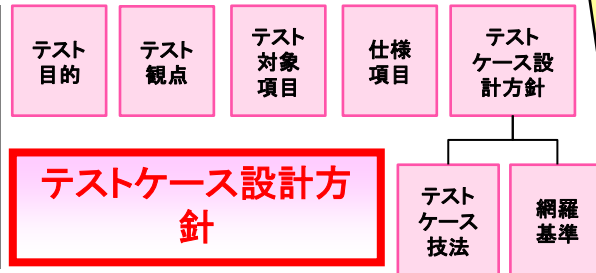 テスト
目的
テスト
観点
テスト
対象
項目
仕様
項目
テスト
ケース設
計方針
テストケース設計方
針
テスト
ケース
技法
網羅
基準